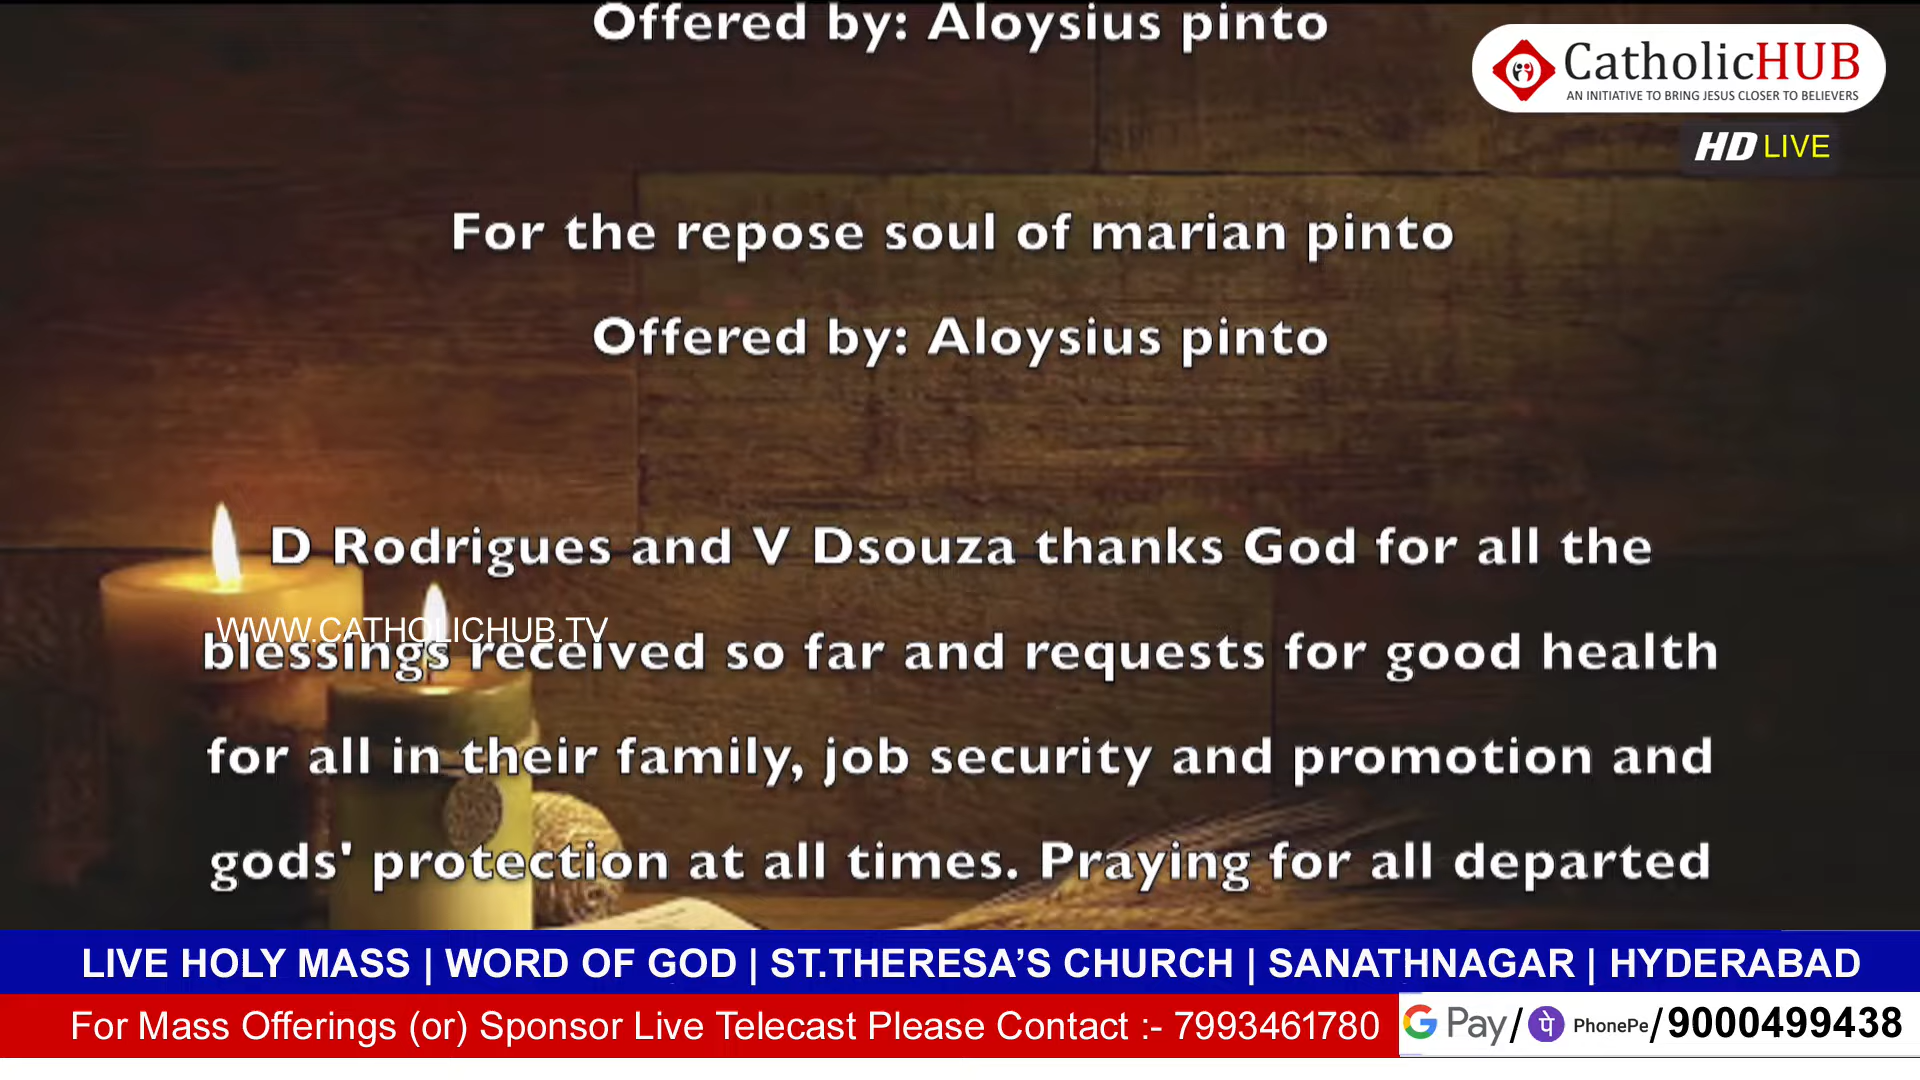 Offered by: Aloysius pinto
CatholicHUB
AN INITIATIVE TO BRING JESUS CLOSER TO BELIEVERS
HD LIVE
For the repose soul of marian pinto
Offered by: Aloysius pinto
D Rodrigues and V Dsouza thanks God for all the
WWW.CATHOLICHUB.TV
blessings received so far and requests for good health
for all in their family, job security and promotion and
gods' protection at all times. Praying for all departed
LIVE HOLY MASS | WORD OF GOD | ST.THERESA’S CHURCH | SANATHNAGAR | HYDERABAD
For Mass Offerings (or) Sponsor Live Telecast Please Contact :- 7993461780
G Pay/ पे PhonePe/9000499438